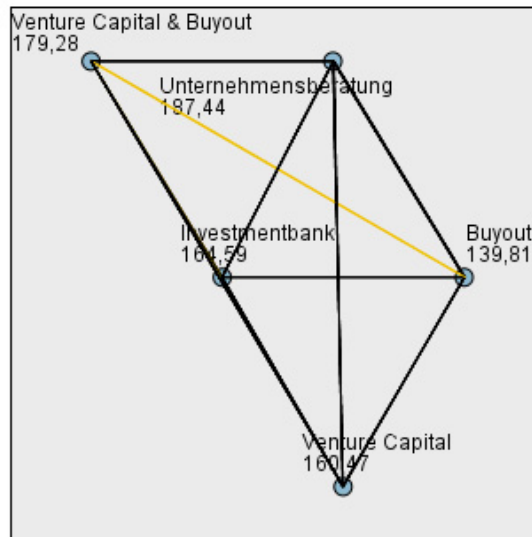 Venture Capital & Buyout
179,28
Unternehmensberatung
187,44
Investmentbank
164,59
Buyout
139,81
Venture Capital
160,47